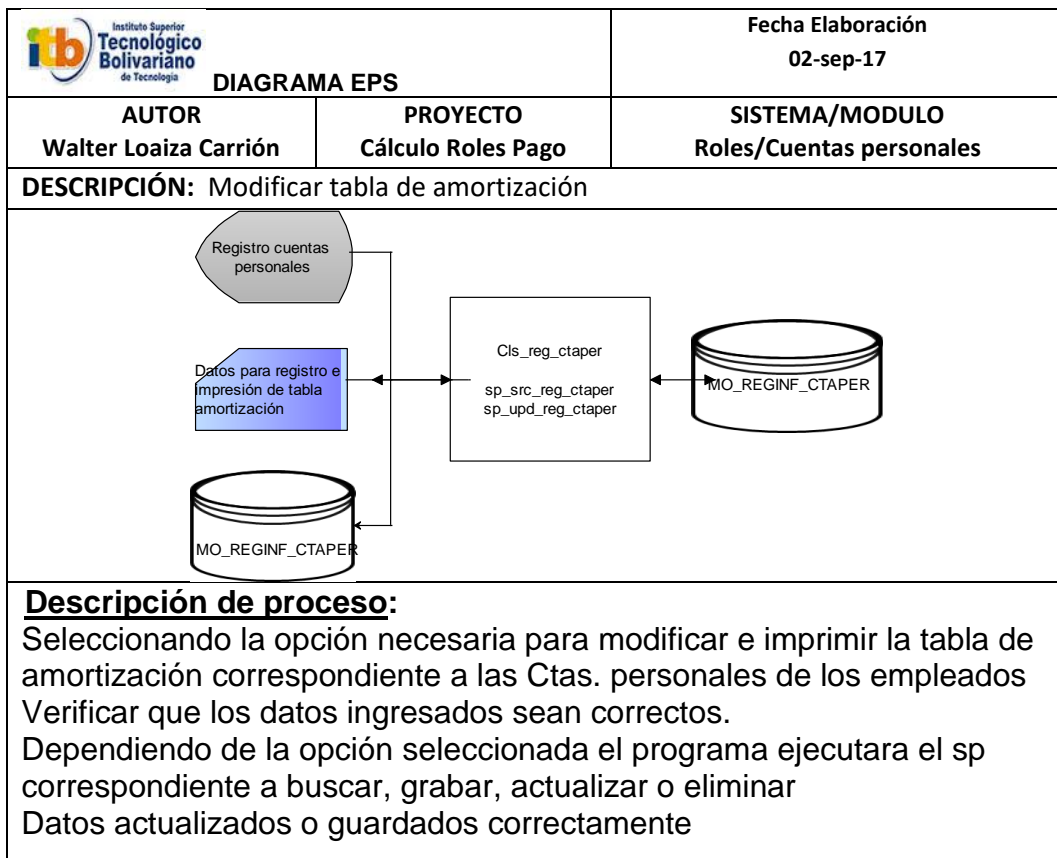 itb
Instituto Superior
Tecnológico
Bolivariano
de Tecnología
DIAGRAMA EPS
Fecha Elaboración
02-sep-17
AUTOR
Walter Loaiza Carrión
PROYECTO
Cálculo Roles Pago
SISTEMA/MODULO
Roles/Cuentas personales
DESCRIPCIÓN: Modificar tabla de amortización
Registro cuentas
personales
Datos para registro e
impresión de tabla
amortización
Cls_reg_ctaper
sp_src_reg_ctaper
sp_upd_reg_ctaper
MO_REGINF_CTAPER
MO_REGINF_CTAPER
Descripción de proceso:
Seleccionando la opción necesaria para modificar e imprimir la tabla de
amortización correspondiente a las Ctas. personales de los empleados
Verificar que los datos ingresados sean correctos.
Dependiendo de la opción seleccionada el programa ejecutara el sp
correspondiente a buscar, grabar, actualizar o eliminar
Datos actualizados o guardados correctamente